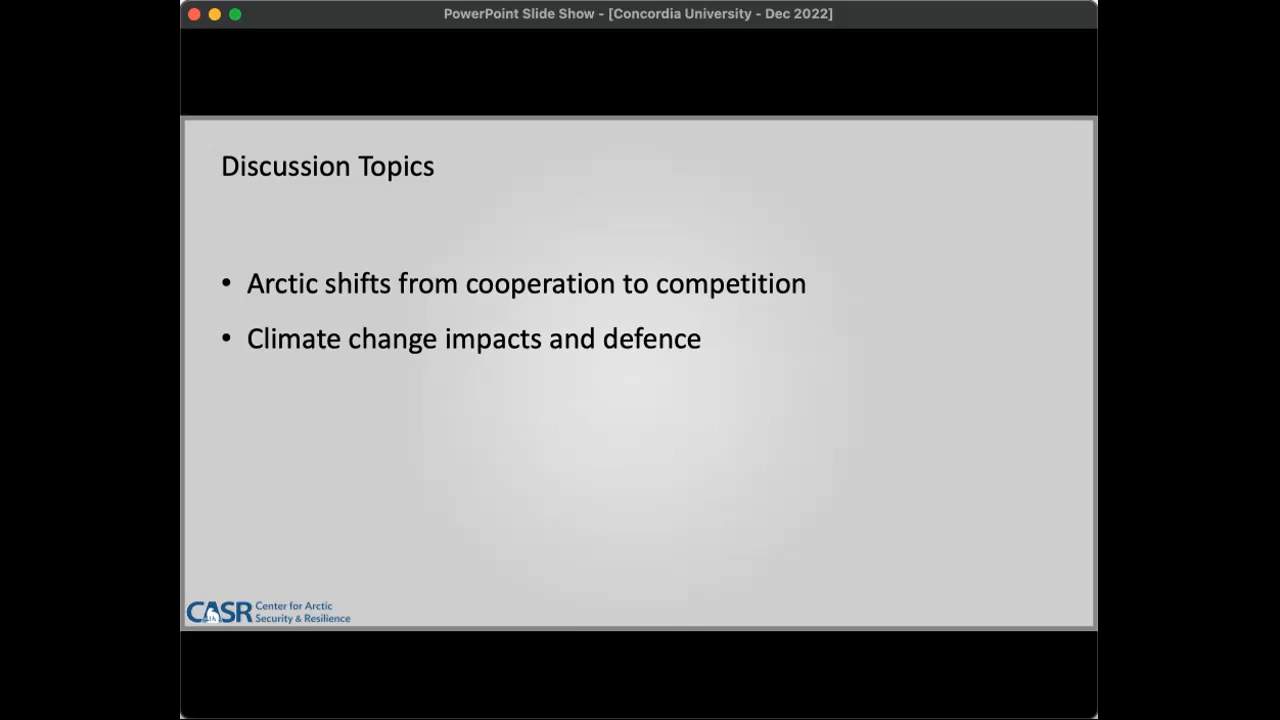 PowerPoint Slide Show - [Concordia University - Dec 2022]
Discussion Topics
• Arctic shifts from cooperation to competition
• Climate change impacts and defence
CASR Center for Arctic
Security & Resilience